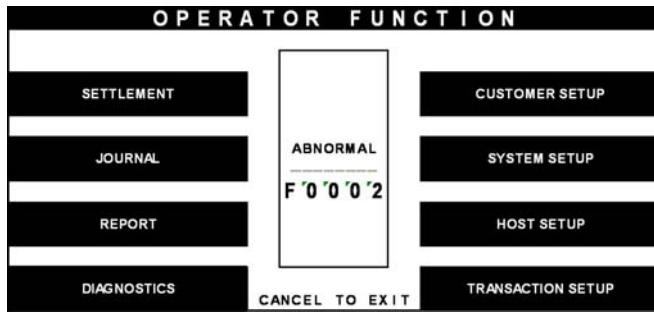 OPERATOR FUNCTION
SETTLEMENT
CUSTOMER SETUP
JOURNAL
ABNORMAL
SYSTEM SETUP
F0002
REPORT
HOST SETUP
DIAGNOSTICS
CANCEL TO EXIT
TRANSACTION SETUP